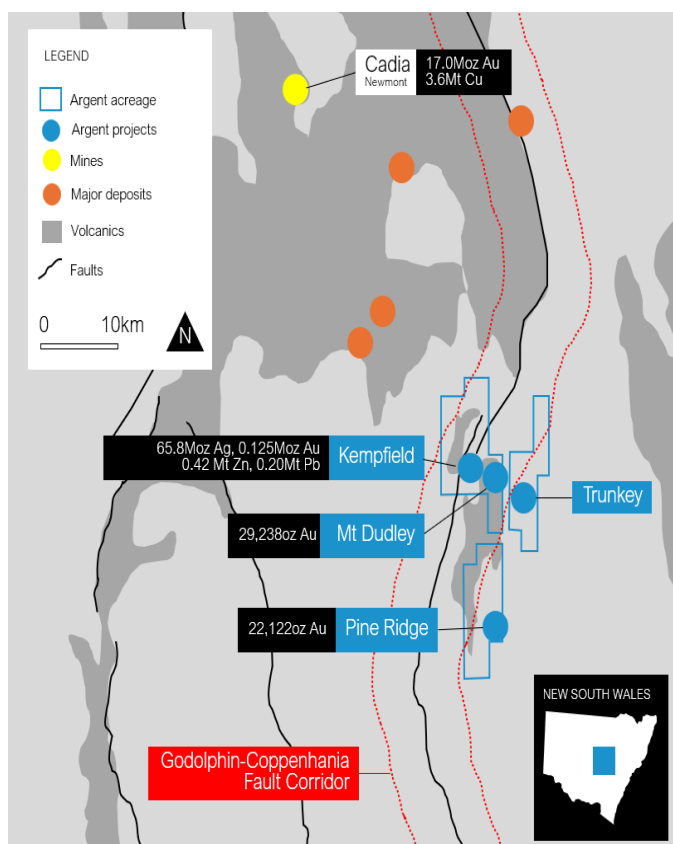 LEGEND
Argent acreage
Argent projects
Mines
Major deposits
Volcanics
Faults
0 10km
N
Cadia
Newmont
17.0Moz Au
3.6Mt Cu
65.8Moz Ag, 0.125Moz Au
0.42 Mt Zn, 0.20Mt Pb
Kempfield
Trunkey
29,238oz Au
Mt Dudley
22,122oz Au
Pine Ridge
NEW SOUTH WALES
Godolphin-Coppenhania
Fault Corridor